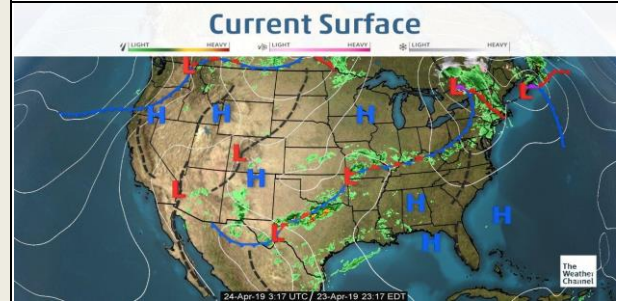 Current Surface
LIGHT HEAVY LIGHT HEAVY LIGHT HEAVY
L
L L
H H H
L
L H
L
H
H H
L
H
The
Weather
Channel
24-Apr-19 3:17 UTC / 23-Apr-19 23:17 EDT